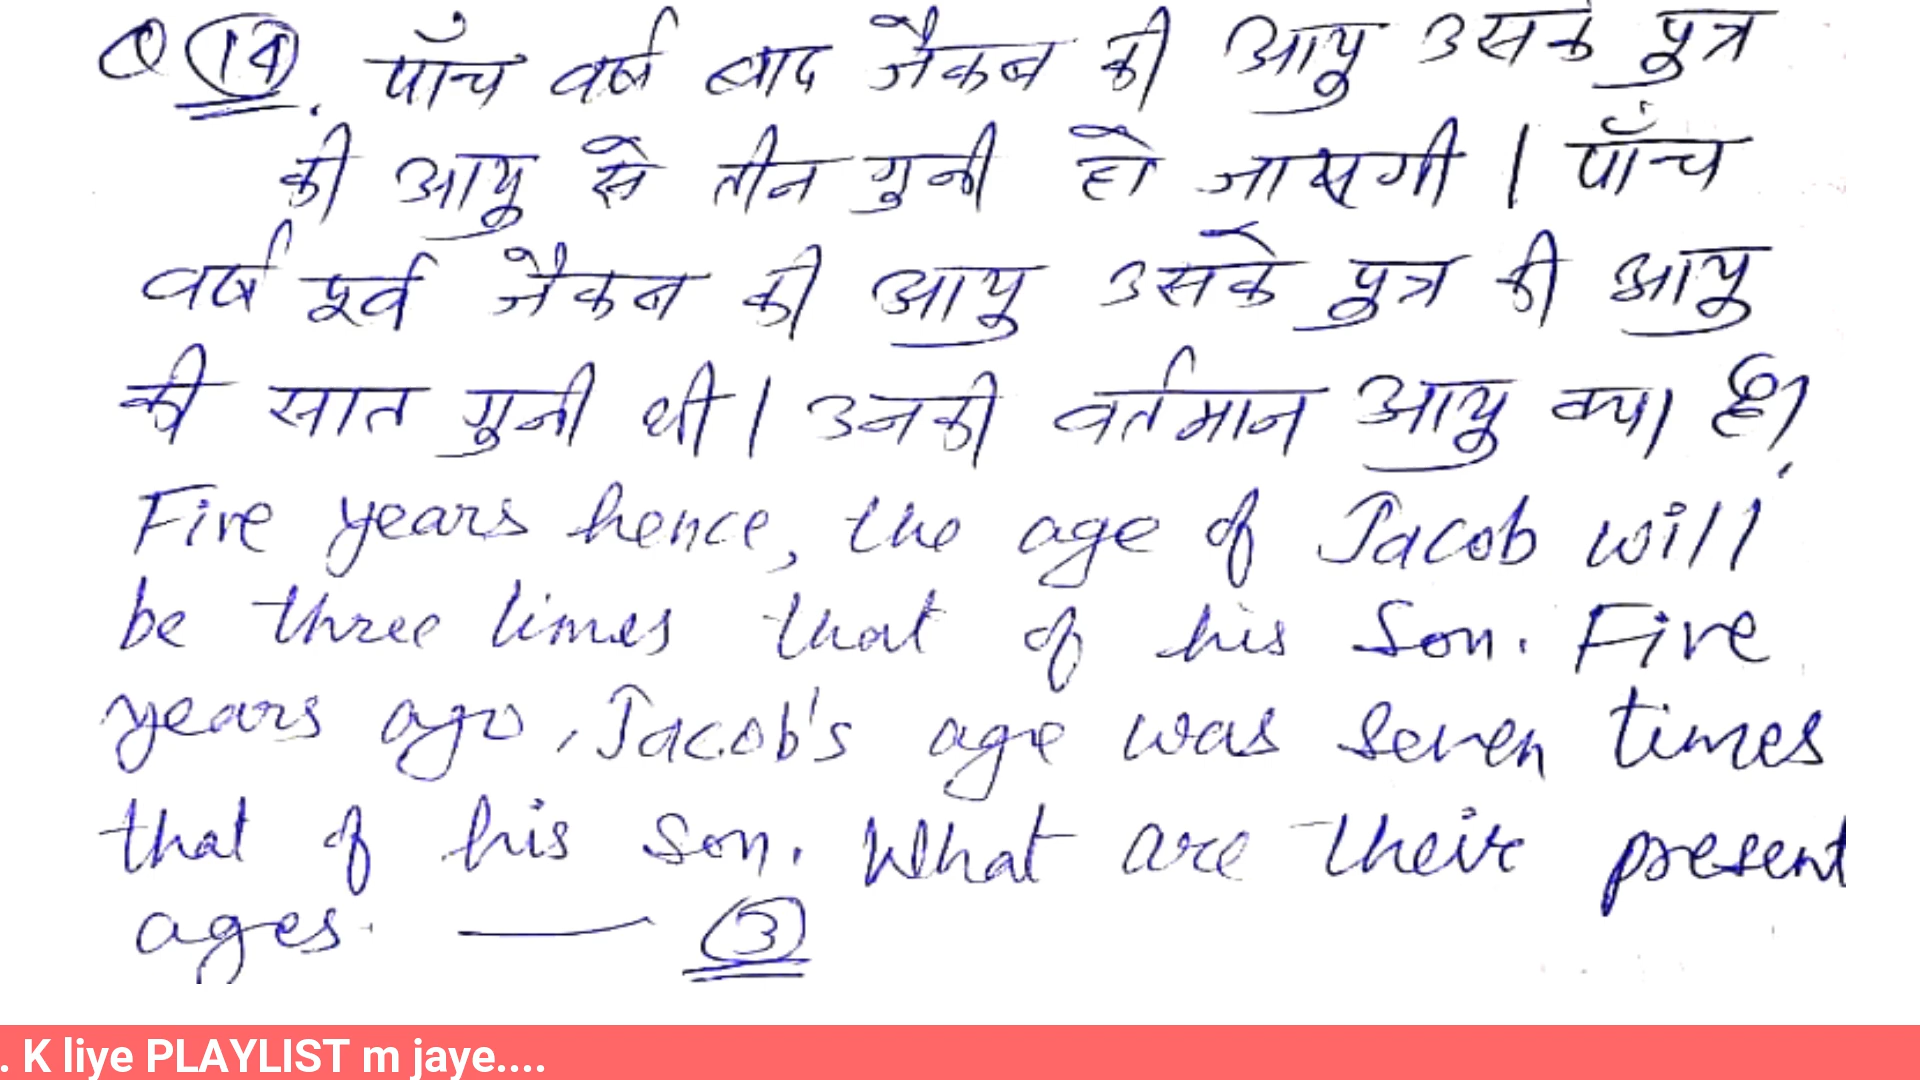 Q (14). पाँच वर्ष बाद जैकब की आयु उसके पुत्र
की आयु से तीन गुनी हो जाएगी । पाँच
वर्ष पूर्व जैकब की आयु उसके पुत्र की आयु
की सात गुनी थी । उनकी वर्तमान आयु क्या है।
Five years hence, the age of Jacob will
be three times that of his son. Five
years ago, Jacob's age was seven times
that of his son. What are their present
ages. — (3)
. K liye PLAYLIST m jaye....